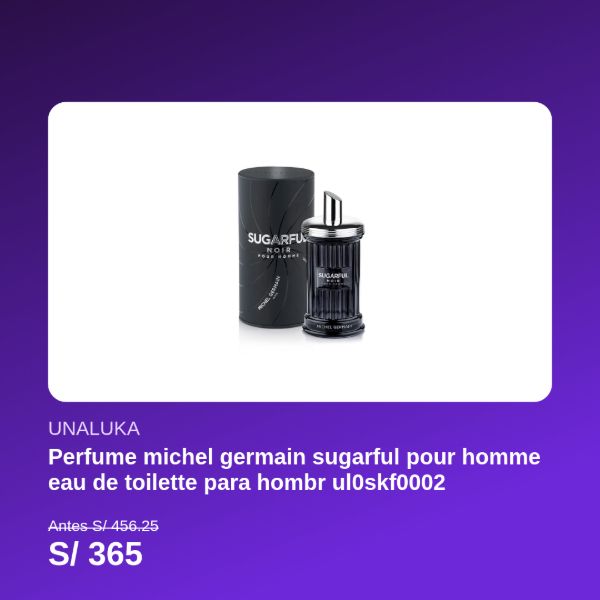 SUGARFUL
NOIR
POUR HOMME
MICHEL GERMAIN
SUGARFUL
NOIR
MICHEL GERMAIN
UNALUKA
Perfume michel germain sugarful pour homme
eau de toilette para hombr ul0skf0002
Antes S/ 456.25
S/ 365